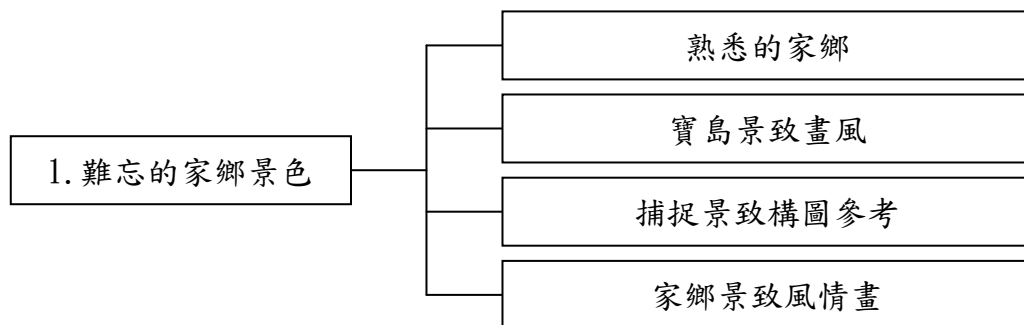 熟悉的家鄉
寶島景致畫風
1.難忘的家鄉景色
捕捉景致構圖參考
家鄉景致風情畫